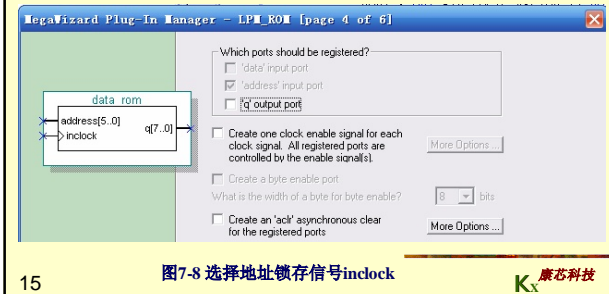 MegaWizard Plug-In Manager - LPM_ROM [page 4 of 6]
Which ports should be registered?
'data' input port
'address' input port
'q' output port
data rom
address[5..0]
q[7..0]
inclock
Create one clock enable signal for each
clock signal. All registered ports are
controlled by the enable signal(s).
More Options ...
Create a byte enable port
What is the width of a byte for byte enable?
8
bits
Create an 'aclr' asynchronous clear
for the registered ports
More Options ...
图7-8 选择地址锁存信号inclock
15
KX康芯科技